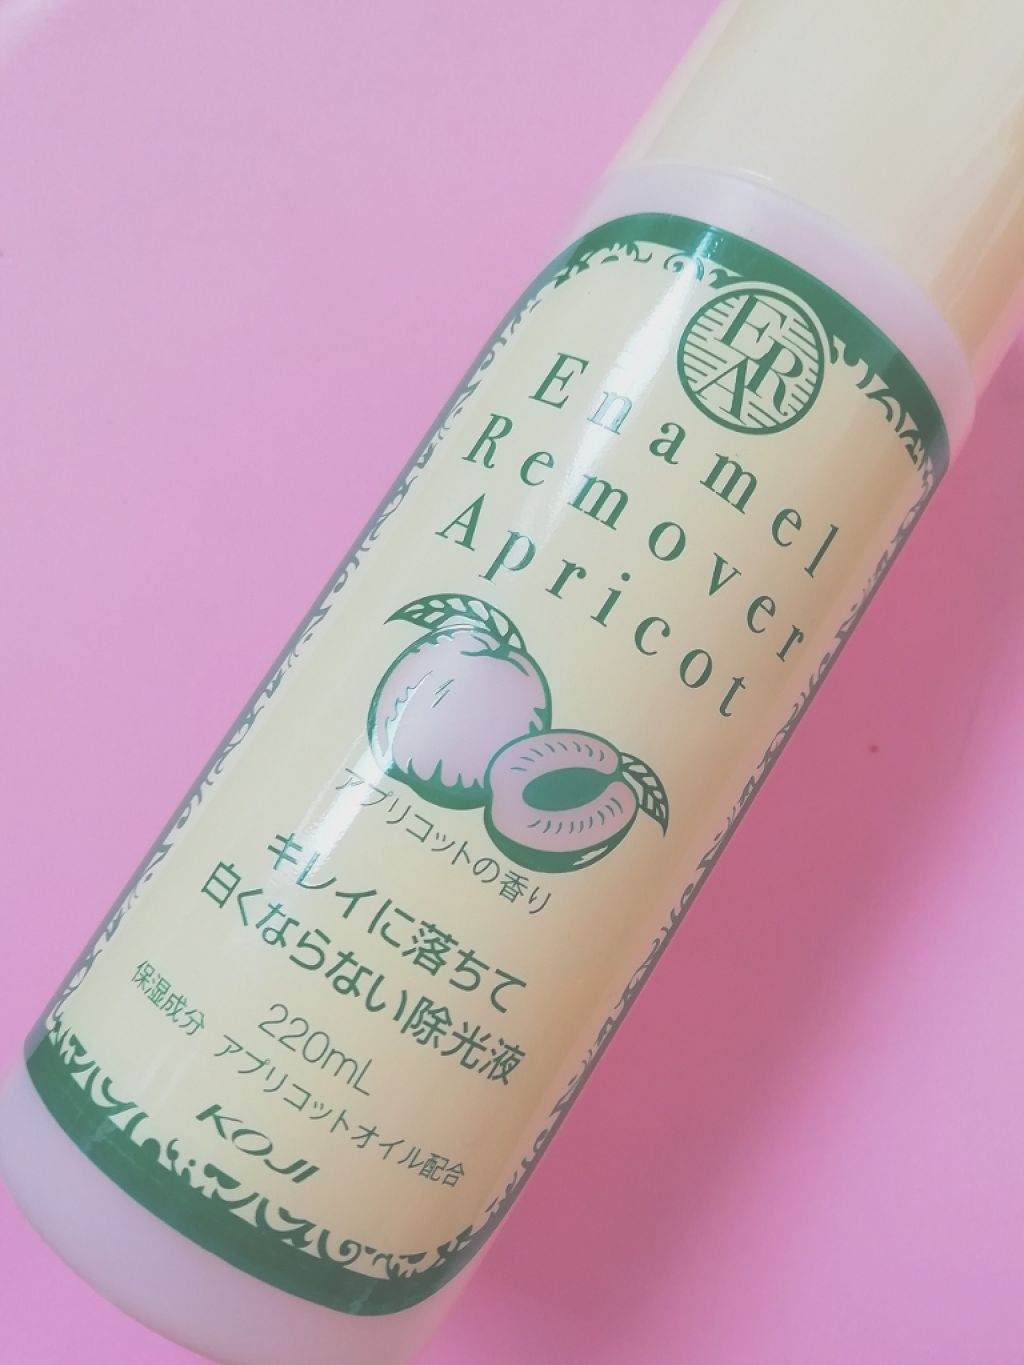 ERA
Enamel
Remover
Apricot
アプリコットの香り
キレイに落ちて
白くならない除光液
220mL
保湿成分 アプリコットオイル配合
KOJI